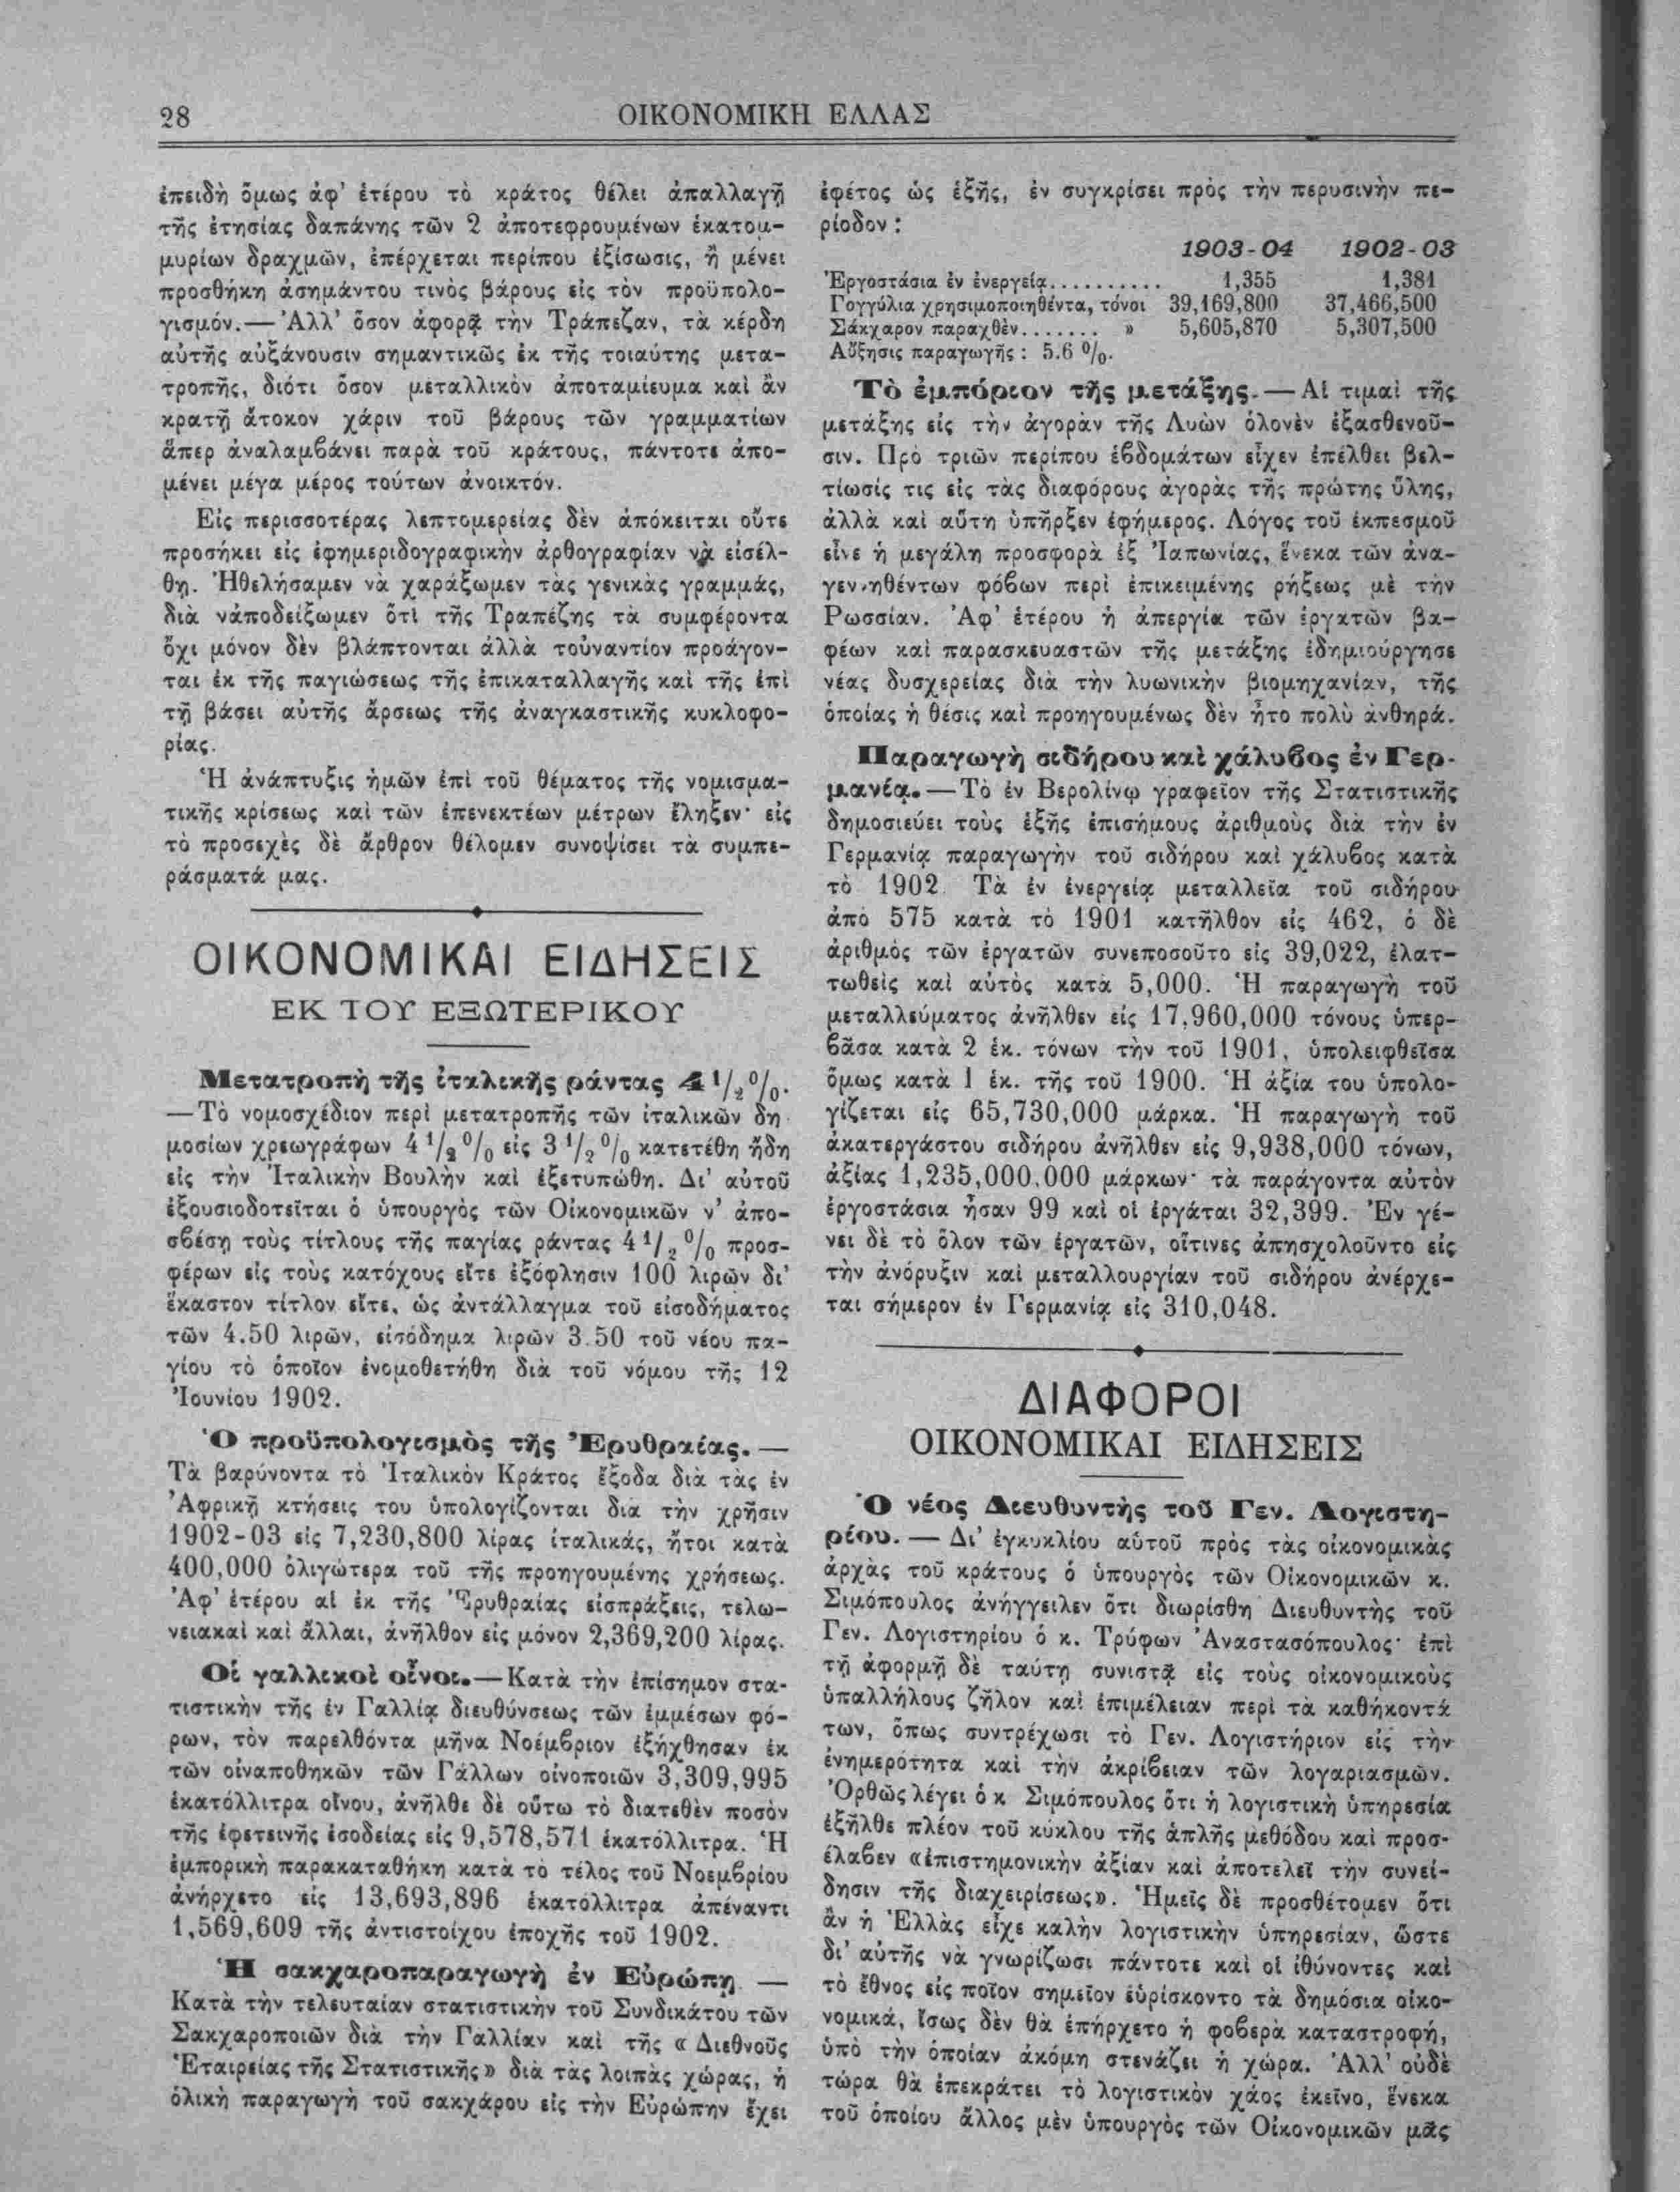 28
ΟΙΚΟΝΟΜΙΚΗ ΕΛΛΑΣ
ἐπειδὴ ὅμως ἀφ' ἑτέρου τὸ κράτος θέλει ἀπαλλαγῇ
τῆς ἐτησίας δαπάνης τῶν 2 ἀποτεφρουμένων ἑκατομ-
μυρίων δραχμῶν, ἐπέρχεται περίπου ἐξίσωσις, ἢ μένει
προσθήκη ἀσημάντου τινὸς βάρους εἰς τὸν προϋπολο-
γισμόν.— Ἀλλ' ὅσον ἀφορᾷ τὴν Τράπεζαν, τὰ κέρδη
αὐτῆς αὐξάνουσιν σημαντικῶς ἐκ τῆς τοιαύτης μετα-
τροπῆς, διότι ὅσον μεταλλικὸν ἀποταμίευμα καὶ ἂν
κρατῇ ἄτοκον χάριν τοῦ βάρους τῶν γραμματίων
ἅπερ ἀναλαμβάνει παρὰ τοῦ κράτους, πάντοτε ἀπο-
μένει μέγα μέρος τούτων ἀνοικτόν.
Εἰς περισσοτέρας λεπτομερείας δὲν ἀπόκειται οὔτε
προσήκει εἰς ἐφημεριδογραφικὴν ἀρθογραφίαν νὰ εἰσέλ-
θῃ. Ἠθελήσαμεν νὰ χαράξωμεν τὰς γενικὰς γραμμάς,
διὰ νἀποδείξωμεν ὅτι τῆς Τραπέζης τὰ συμφέροντα
ὄχι μόνον δὲν βλάπτονται ἀλλὰ τοὐναντίον προάγον-
ται ἐκ τῆς παγιώσεως τῆς ἐπικαταλλαγῆς καὶ τῆς ἐπὶ
τῇ βάσει αὐτῆς ἄρσεως τῆς ἀναγκαστικῆς κυκλοφο-
ρίας.
Ἡ ἀνάπτυξις ἡμῶν ἐπὶ τοῦ θέματος τῆς νομισμα-
τικῆς κρίσεως καὶ τῶν ἐπενεκτέων μέτρων ἔληξεν· εἰς
τὸ προσεχὲς δὲ ἄρθρον θέλομεν συνοψίσει τὰ συμπε-
ράσματά μας.
ΟΙΚΟΝΟΜΙΚΑΙ ΕΙΔΗΣΕΙΣ
ΕΚ ΤΟΥ ΕΞΩΤΕΡΙΚΟΥ
Μετατροπὴ τῆς ἰταλικῆς ράντας 4 1/2 0/0.
—Τὸ νομοσχέδιον περὶ μετατροπῆς τῶν ἰταλικῶν δη
μοσίων χρεωγράφων 4 1/2 0/0 εἰς 3 1/2 0/0 κατετέθη ἤδη
εἰς τὴν Ἰταλικὴν Βουλὴν καὶ ἐξετυπώθη. Δι' αὐτοῦ
ἐξουσιοδοτεῖται ὁ ὑπουργὸς τῶν Οἰκονομικῶν ν' ἀπο-
σβέσῃ τοὺς τίτλους τῆς παγίας ράντας 4 1/2 0/0 προσ-
φέρων εἰς τοὺς κατόχους εἴτε ἐξόφλησιν 100 λιρῶν δι'
ἕκαστον τίτλον εἴτε, ὡς ἀντάλλαγμα τοῦ εἰσοδήματος
τῶν 4.50 λιρῶν, εἰσόδημα λιρῶν 3.50 τοῦ νέου πα-
γίου τὸ ὁποῖον ἐνομοθετήθη διὰ τοῦ νόμου τῆς 12
Ἰουνίου 1902.
Ὁ προϋπολογισμὸς τῆς Ἐρυθραίας. —
Τὰ βαρύνοντα τὸ Ἰταλικὸν Κράτος ἔξοδα διὰ τὰς ἐν
Ἀφρικῇ κτήσεις του ὑπολογίζονται διὰ τὴν χρῆσιν
1902-03 εἰς 7,230,800 λίρας ἰταλικάς, ἤτοι κατὰ
400,000 ὀλιγώτερα τοῦ τῆς προηγουμένης χρήσεως.
Ἀφ' ἑτέρου αἱ ἐκ τῆς Ἐρυθραίας εἰσπράξεις, τελω-
νειακαὶ καὶ ἄλλαι, ἀνῆλθον εἰς μόνον 2,369,200 λίρας.
Οἱ γαλλικοὶ οἶνοι.—Κατὰ τὴν ἐπίσημον στα-
τιστικὴν τῆς ἐν Γαλλίᾳ διευθύνσεως τῶν ἐμμέσων φό-
ρων, τὸν παρελθόντα μῆνα Νοέμβριον ἐξήχθησαν ἐκ
τῶν οἰναποθηκῶν τῶν Γάλλων οἰνοποιῶν 3,309,995
ἑκατόλλιτρα οἴνου, ἀνῆλθε δὲ οὕτω τὸ διατεθὲν ποσὸν
τῆς ἐφετεινῆς ἐσοδείας εἰς 9,578,571 ἑκατόλλιτρα. Ἡ
ἐμπορικὴ παρακαταθήκη κατὰ τὸ τέλος τοῦ Νοεμβρίου
ἀνήρχετο εἰς 13,693,896 ἑκατόλλιτρα ἀπέναντι
1,569,609 τῆς ἀντιστοίχου ἐποχῆς τοῦ 1902.
Ἡ σακχαροπαραγωγὴ ἐν Εὐρώπῃ —
Κατὰ τὴν τελευταίαν στατιστικὴν τοῦ Συνδικάτου τῶν
Σακχαροποιῶν διὰ τὴν Γαλλίαν καὶ τῆς « Διεθνοῦς
Ἑταιρείας τῆς Στατιστικῆς» διὰ τὰς λοιπὰς χώρας, ἡ
ὁλικὴ παραγωγὴ τοῦ σακχάρου εἰς τὴν Εὐρώπην ἔχει
ἐφέτος ὡς ἑξῆς, ἐν συγκρίσει πρὸς τὴν περυσινὴν πε-
ρίοδον :
1903-04 1902-03
Ἐργοστάσια ἐν ἐνεργείᾳ.......... 1,355 1,381
Γογγύλια χρησιμοποιηθέντα, τόνοι 39,169,800 37,466,500
Σάκχαρον παραχθὲν....... » 5,605,870 5,307,500
Αὔξησις παραγωγῆς : 5.6 0/0.
Τὸ ἐμπόριον τῆς μετάξης.— Αἱ τιμαὶ τῆς
μετάξης εἰς τὴν ἀγορὰν τῆς Λυὼν ὁλονὲν ἐξασθενοῦ-
σιν. Πρὸ τριῶν περίπου ἑβδομάτων εἶχεν ἐπέλθει βελ-
τίωσίς τις εἰς τὰς διαφόρους ἀγορὰς τῆς πρώτης ὕλης,
ἀλλὰ καὶ αὕτη ὑπῆρξεν ἐφήμερος. Λόγος τοῦ ἐκπεσμοῦ
εἶνε ἡ μεγάλη προσφορὰ ἐξ Ἰαπωνίας, ἕνεκα τῶν ἀνα-
γεννηθέντων φόβων περὶ ἐπικειμένης ρήξεως μὲ τὴν
Ρωσσίαν. Ἀφ' ἑτέρου ἡ ἀπεργία τῶν ἐργατῶν βα-
φέων καὶ παρασκευαστῶν τῆς μετάξης ἐδημιούργησε
νέας δυσχερείας διὰ τὴν λυωνικὴν βιομηχανίαν, τῆς
ὁποίας ἡ θέσις καὶ προηγουμένως δὲν ἦτο πολὺ ἀνθηρά.
Παραγωγὴ σιδήρου καὶ χάλυβος ἐν Γερ-
μανίᾳ.—Τὸ ἐν Βερολίνῳ γραφεῖον τῆς Στατιστικῆς
δημοσιεύει τοὺς ἑξῆς ἐπισήμους ἀριθμοὺς διὰ τὴν ἐν
Γερμανίᾳ παραγωγὴν τοῦ σιδήρου καὶ χάλυβος κατὰ
τὸ 1902 Τὰ ἐν ἐνεργείᾳ μεταλλεῖα τοῦ σιδήρου
ἀπὸ 575 κατὰ τὸ 1901 κατῆλθον εἰς 462, ὁ δὲ
ἀριθμὸς τῶν ἐργατῶν συνεποσοῦτο εἰς 39,022, ἐλατ-
τωθεὶς καὶ αὐτὸς κατὰ 5,000. Ἡ παραγωγὴ τοῦ
μεταλλεύματος ἀνῆλθεν εἰς 17,960,000 τόνους ὑπερ-
βᾶσα κατὰ 2 ἑκ. τόνων τὴν τοῦ 1901, ὑπολειφθεῖσα
ὅμως κατὰ 1 ἑκ. τῆς τοῦ 1900. Ἡ ἀξία του ὑπολο-
γίζεται εἰς 65,730,000 μάρκα. Ἡ παραγωγὴ τοῦ
ἀκατεργάστου σιδήρου ἀνῆλθεν εἰς 9,938,000 τόνων,
ἀξίας 1,235,000,000 μάρκων· τὰ παράγοντα αὐτὸν
ἐργοστάσια ἦσαν 99 καὶ οἱ ἐργάται 32,399. Ἐν γέ-
νει δὲ τὸ ὅλον τῶν ἐργατῶν, οἵτινες ἀπησχολοῦντο εἰς
τὴν ἀνόρυξιν καὶ μεταλλουργίαν τοῦ σιδήρου ἀνέρχε-
ται σήμερον ἐν Γερμανίᾳ εἰς 310,048.
ΔΙΑΦΟΡΟΙ
ΟΙΚΟΝΟΜΙΚΑΙ ΕΙΔΗΣΕΙΣ
Ὁ νέος Διευθυντὴς τοῦ Γεν. Λογιστη-
ρίου. — Δι' ἐγκυκλίου αὐτοῦ πρὸς τὰς οἰκονομικὰς
ἀρχὰς τοῦ κράτους ὁ ὑπουργὸς τῶν Οἰκονομικῶν κ.
Σιμόπουλος ἀνήγγειλεν ὅτι διωρίσθη Διευθυντὴς τοῦ
Γεν. Λογιστηρίου ὁ κ. Τρύφων Ἀναστασόπουλος· ἐπὶ
τῇ ἀφορμῇ δὲ ταύτῃ συνιστᾷ εἰς τοὺς οἰκονομικοὺς
ὑπαλλήλους ζῆλον καὶ ἐπιμέλειαν περὶ τὰ καθήκοντά
των, ὅπως συντρέχωσι τὸ Γεν. Λογιστήριον εἰς τὴν
ἐνημερότητα καὶ τὴν ἀκρίβειαν τῶν λογαριασμῶν.
Ὀρθῶς λέγει ὁ κ Σιμόπουλος ὅτι ἡ λογιστικὴ ὑπηρεσία
ἐξῆλθε πλέον τοῦ κύκλου τῆς ἁπλῆς μεθόδου καὶ προσ-
έλαβεν «ἐπιστημονικὴν ἀξίαν καὶ ἀποτελεῖ τὴν συνεί-
δησιν τῆς διαχειρίσεως». Ἡμεῖς δὲ προσθέτομεν ὅτι
ἂν ἡ Ἑλλὰς εἶχε καλὴν λογιστικὴν ὑπηρεσίαν, ὥστε
δι' αὐτῆς νὰ γνωρίζωσι πάντοτε καὶ οἱ ἰθύνοντες καὶ
τὸ ἔθνος εἰς ποῖον σημεῖον εὑρίσκοντο τὰ δημόσια οἰκο-
νομικά, ἴσως δὲν θὰ ἐπήρχετο ἡ φοβερὰ καταστροφή,
ὑπὸ τὴν ὁποίαν ἀκόμη στενάζει ἡ χώρα. Ἀλλ' οὐδὲ
τώρα θὰ ἐπεκράτει τὸ λογιστικὸν χάος ἐκεῖνο, ἕνεκα
τοῦ ὁποίου ἄλλος μὲν ὑπουργὸς τῶν Οἰκονομικῶν μᾶς